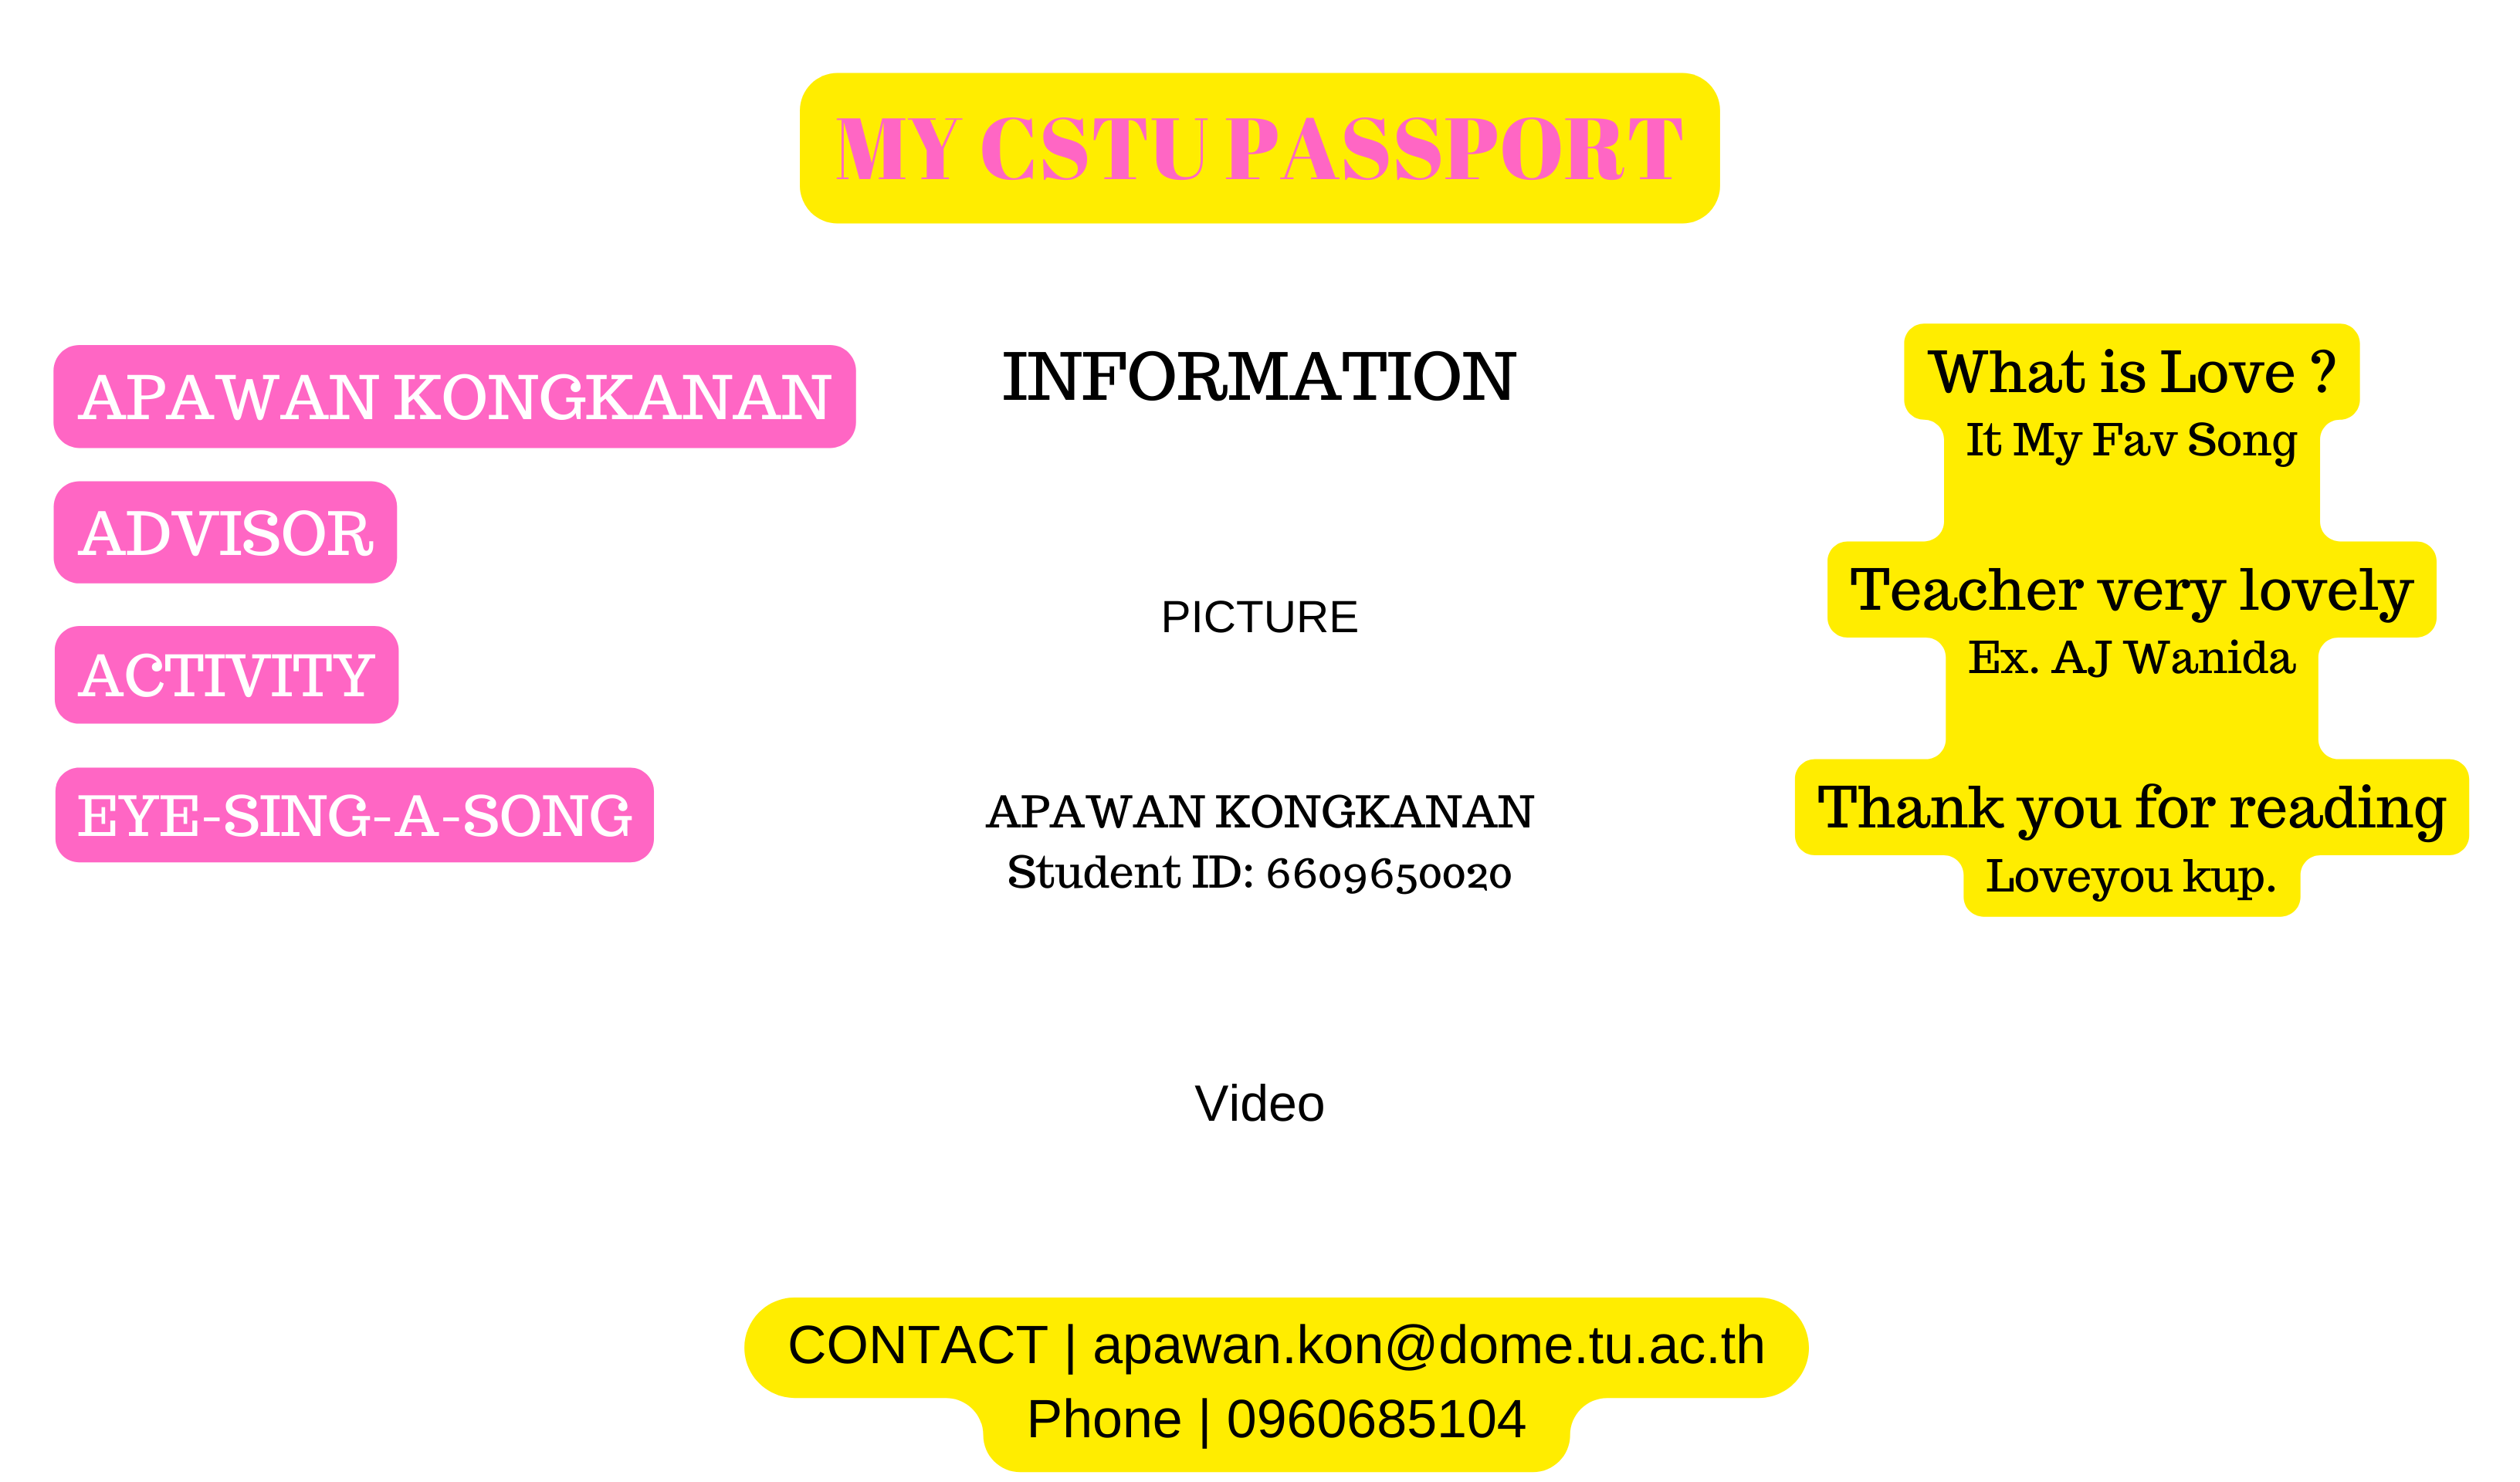 MY CSTU PASSPORT
APAWAN KONGKANAN
ADVISOR
ACTIVITY
EYE-SING-A-SONG
INFORMATION
PICTURE
APAWAN KONGKANAN
Student ID: 6609650020
Video
What is Love ?
It My Fav Song
Teacher very lovely
Ex. AJ Wanida
Thank you for reading
Loveyou kup.
CONTACT | apawan.kon@dome.tu.ac.th
Phone | 0960685104